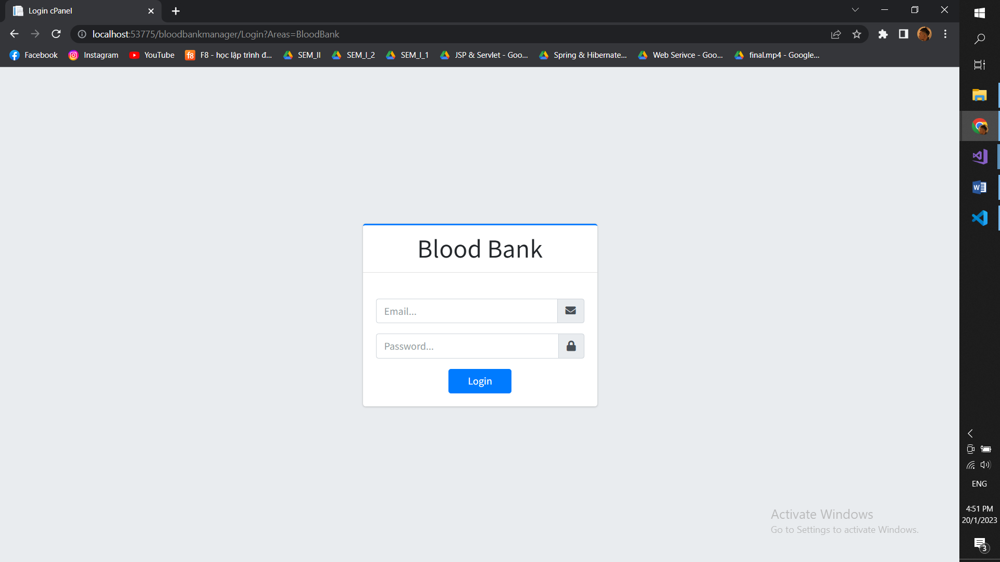 Login cPanel
localhost:53775/bloodbankmanager/Login?Areas=BloodBank
Facebook Instagram YouTube F8 - học lập trình đ... SEM_II SEM_I_2 SEM_I_1 JSP & Servlet - Goo... Spring & Hibernate... Web Serivce - Goo... final.mp4 - Google...
Blood Bank
Email...
Password...
Login
Activate Windows
Go to Settings to activate Windows.
ENG
4:51 PM
20/1/2023
3